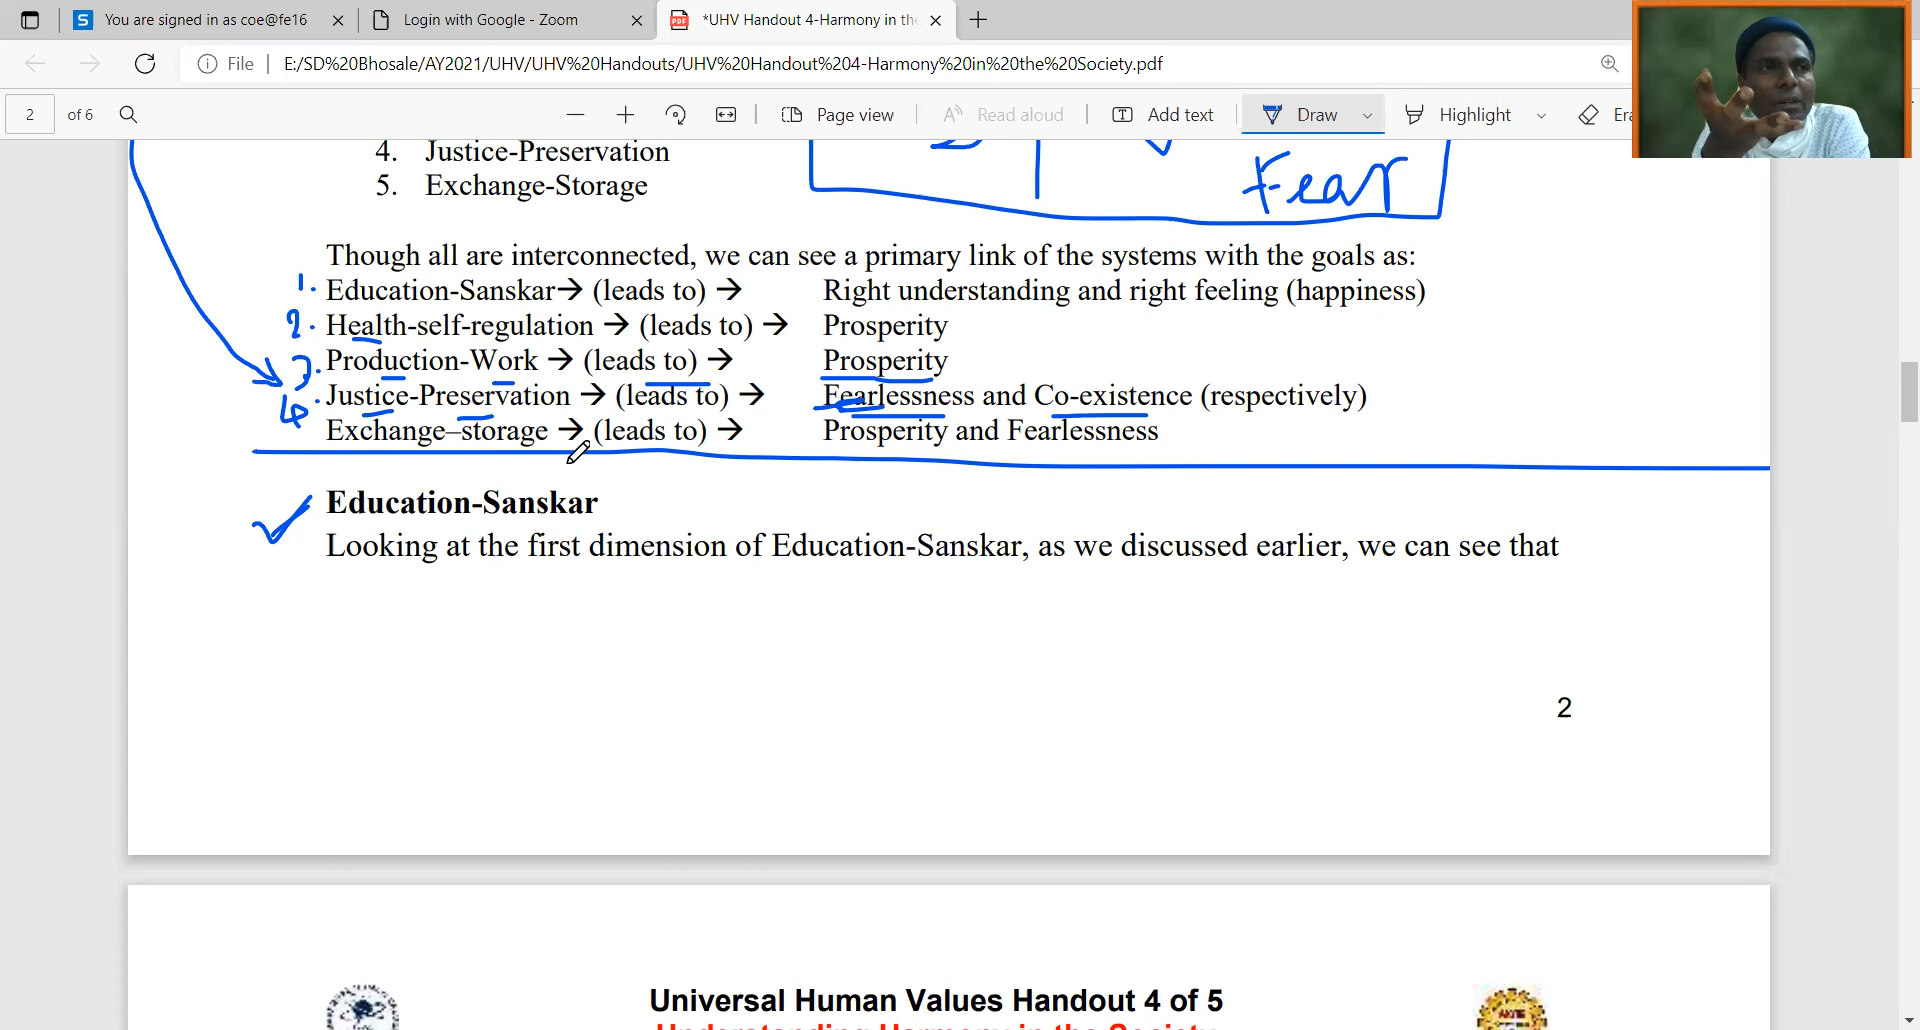 You are signed in as coe@fe16
Login with Google - Zoom
*UHV Handout 4-Harmony in the
File
E:/SD%20Bhosale/AY2021/UHV/UHV%20Handouts/UHV%20Handout%204-Harmony%20in%20the%20Society.pdf
2 of 6
Page view
Read aloud
Add text
Draw
Highlight
4. Justice-Preservation
5. Exchange-Storage
Fear
Though all are interconnected, we can see a primary link of the systems with the goals as:
1. Education-Sanskar→ (leads to) → Right understanding and right feeling (happiness)
2. Health-self-regulation → (leads to) → Prosperity
3. Production-Work → (leads to) → Prosperity
4. Justice-Preservation → (leads to) → Fearlessness and Co-existence (respectively)
Exchange–storage → (leads to) → Prosperity and Fearlessness
Education-Sanskar
Looking at the first dimension of Education-Sanskar, as we discussed earlier, we can see that
2
Universal Human Values Handout 4 of 5
Understanding Harmony in the Society